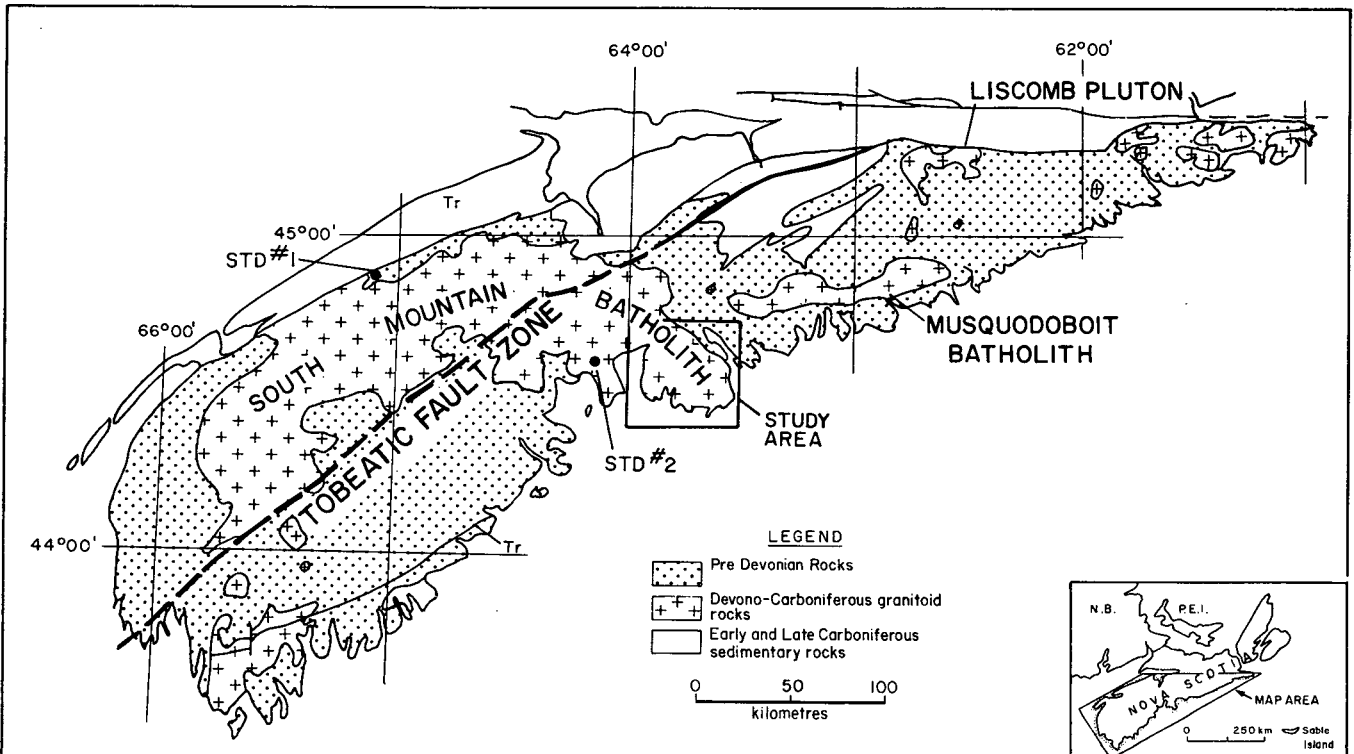 64°00'
62°00'
LISCOMB PLUTON
Tr
45°00'
STD #1
MOUNTAIN
BATHOLITH
66°00'
MUSQUODOBOIT
BATHOLITH
SOUTH
TOBEATIC FAULT ZONE
STUDY
AREA
STD #2
44°00'
Tr
LEGEND
Pre Devonian Rocks
Devono-Carboniferous granitoid
rocks
Early and Late Carboniferous
sedimentary rocks
0 50 100
kilometres
N.B.
P.E.I.
NOVA SCOTIA
MAP AREA
0 250 km
Sable
Island